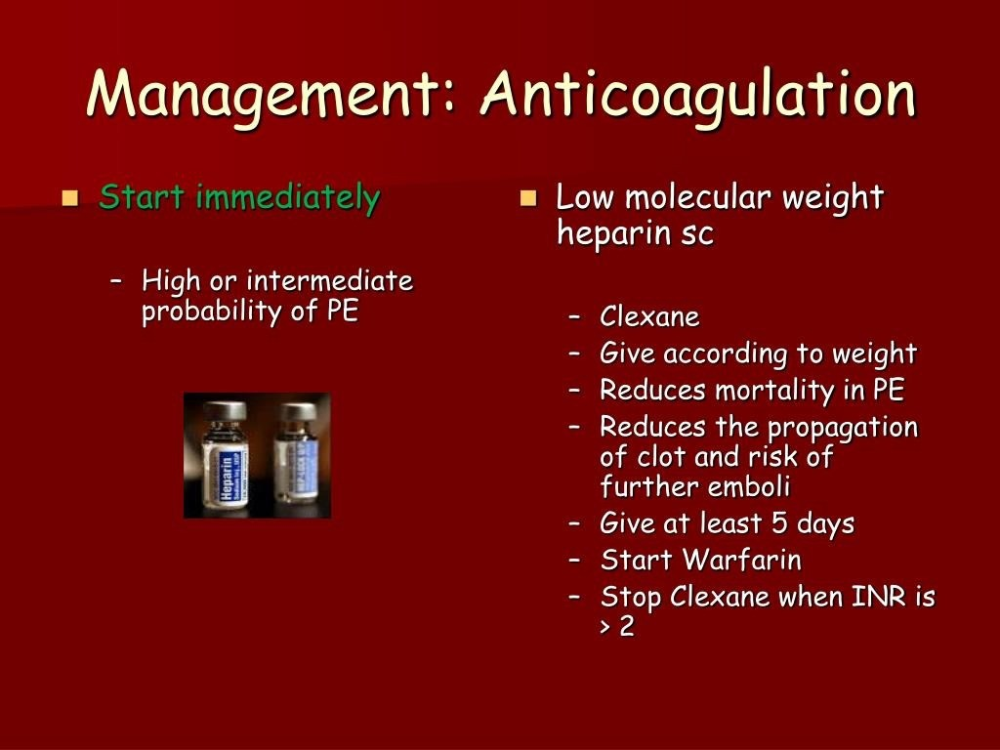 Management: Anticoagulation
Start immediately
– High or intermediate
probability of PE
Heparin
Low molecular weight
heparin sc
– Clexane
– Give according to weight
– Reduces mortality in PE
– Reduces the propagation
of clot and risk of
further emboli
– Give at least 5 days
– Start Warfarin
– Stop Clexane when INR is
> 2